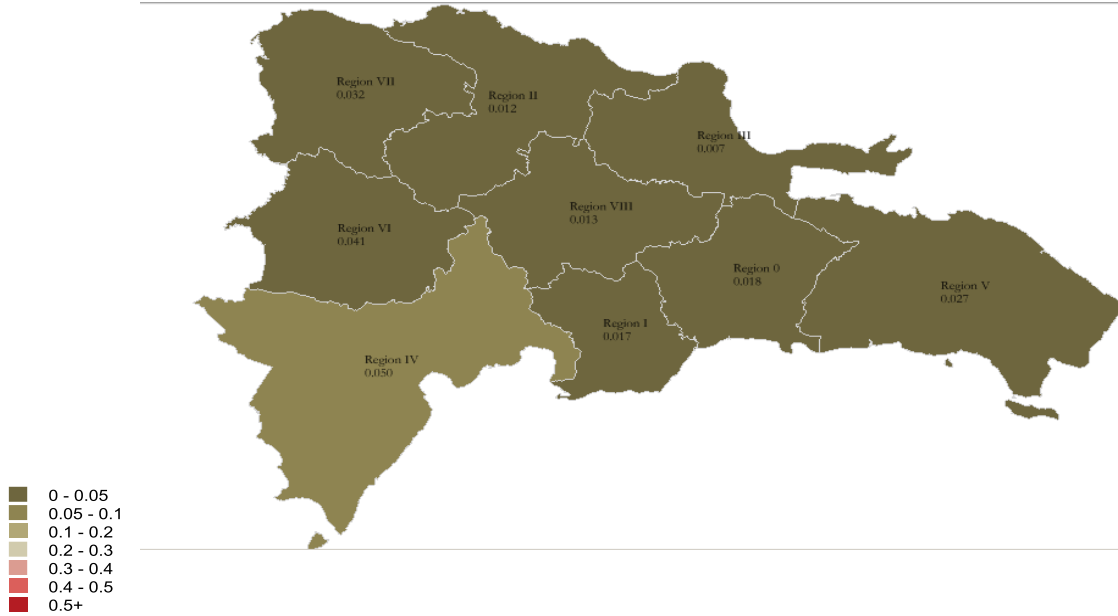 Region VII
0.032
Region II
0.012
Region III
0.007
Region VIII
0.013
Region VI
0.041
Region 0
0.018
Region V
0.027
Region I
0.017
Region IV
0.050
0 - 0.05
0.05 - 0.1
0.1 - 0.2
0.2 - 0.3
0.3 - 0.4
0.4 - 0.5
0.5+